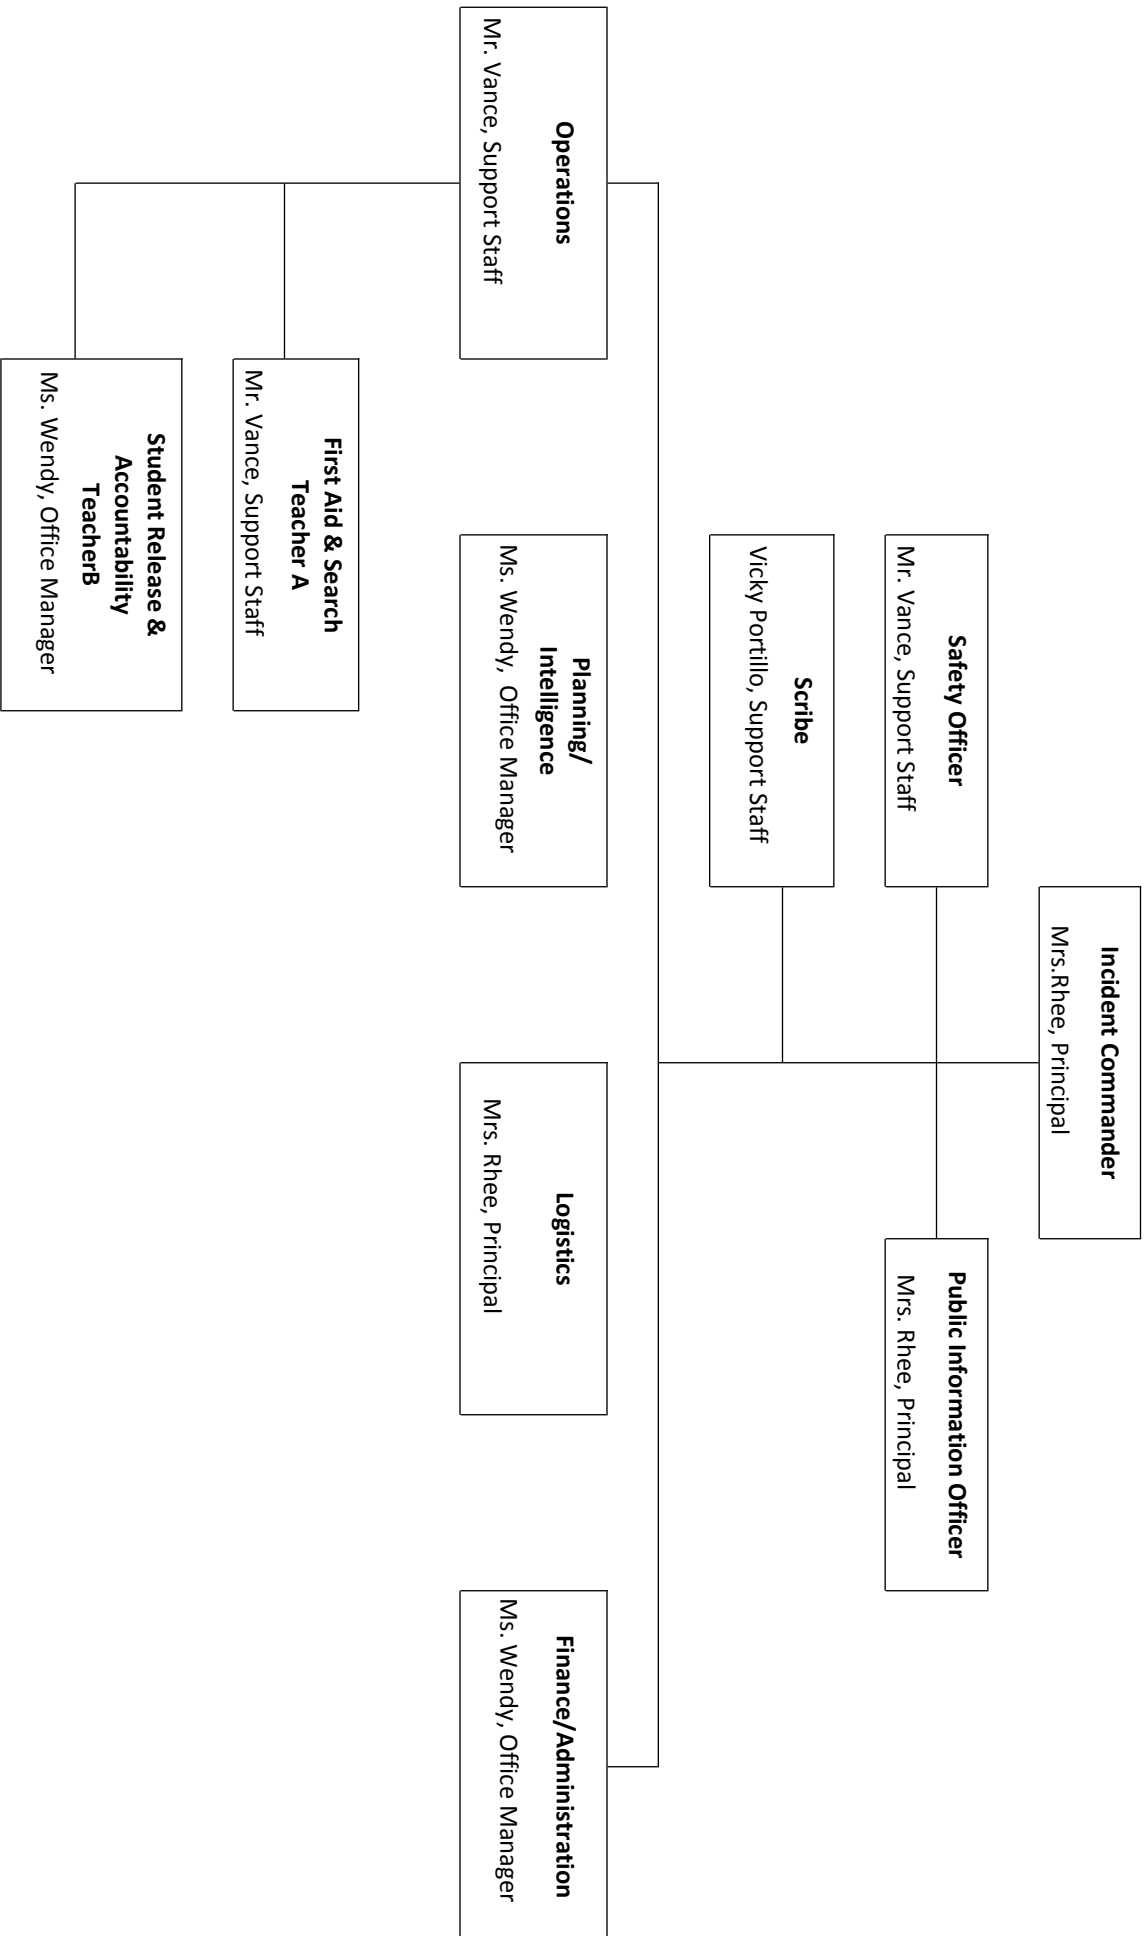 Incident Commander
Mrs.Rhee, Principal
Safety Officer
Mr. Vance, Support Staff
Public Information Officer
Mrs. Rhee, Principal
Scribe
Vicky Portillo, Support Staff
Operations
Mr. Vance, Support Staff
Planning/
Intelligence
Ms. Wendy, Office Manager
Logistics
Mrs. Rhee, Principal
Finance/Administration
Ms. Wendy, Office Manager
First Aid & Search
Teacher A
Mr. Vance, Support Staff
Student Release &
Accountability
TeacherB
Ms. Wendy, Office Manager